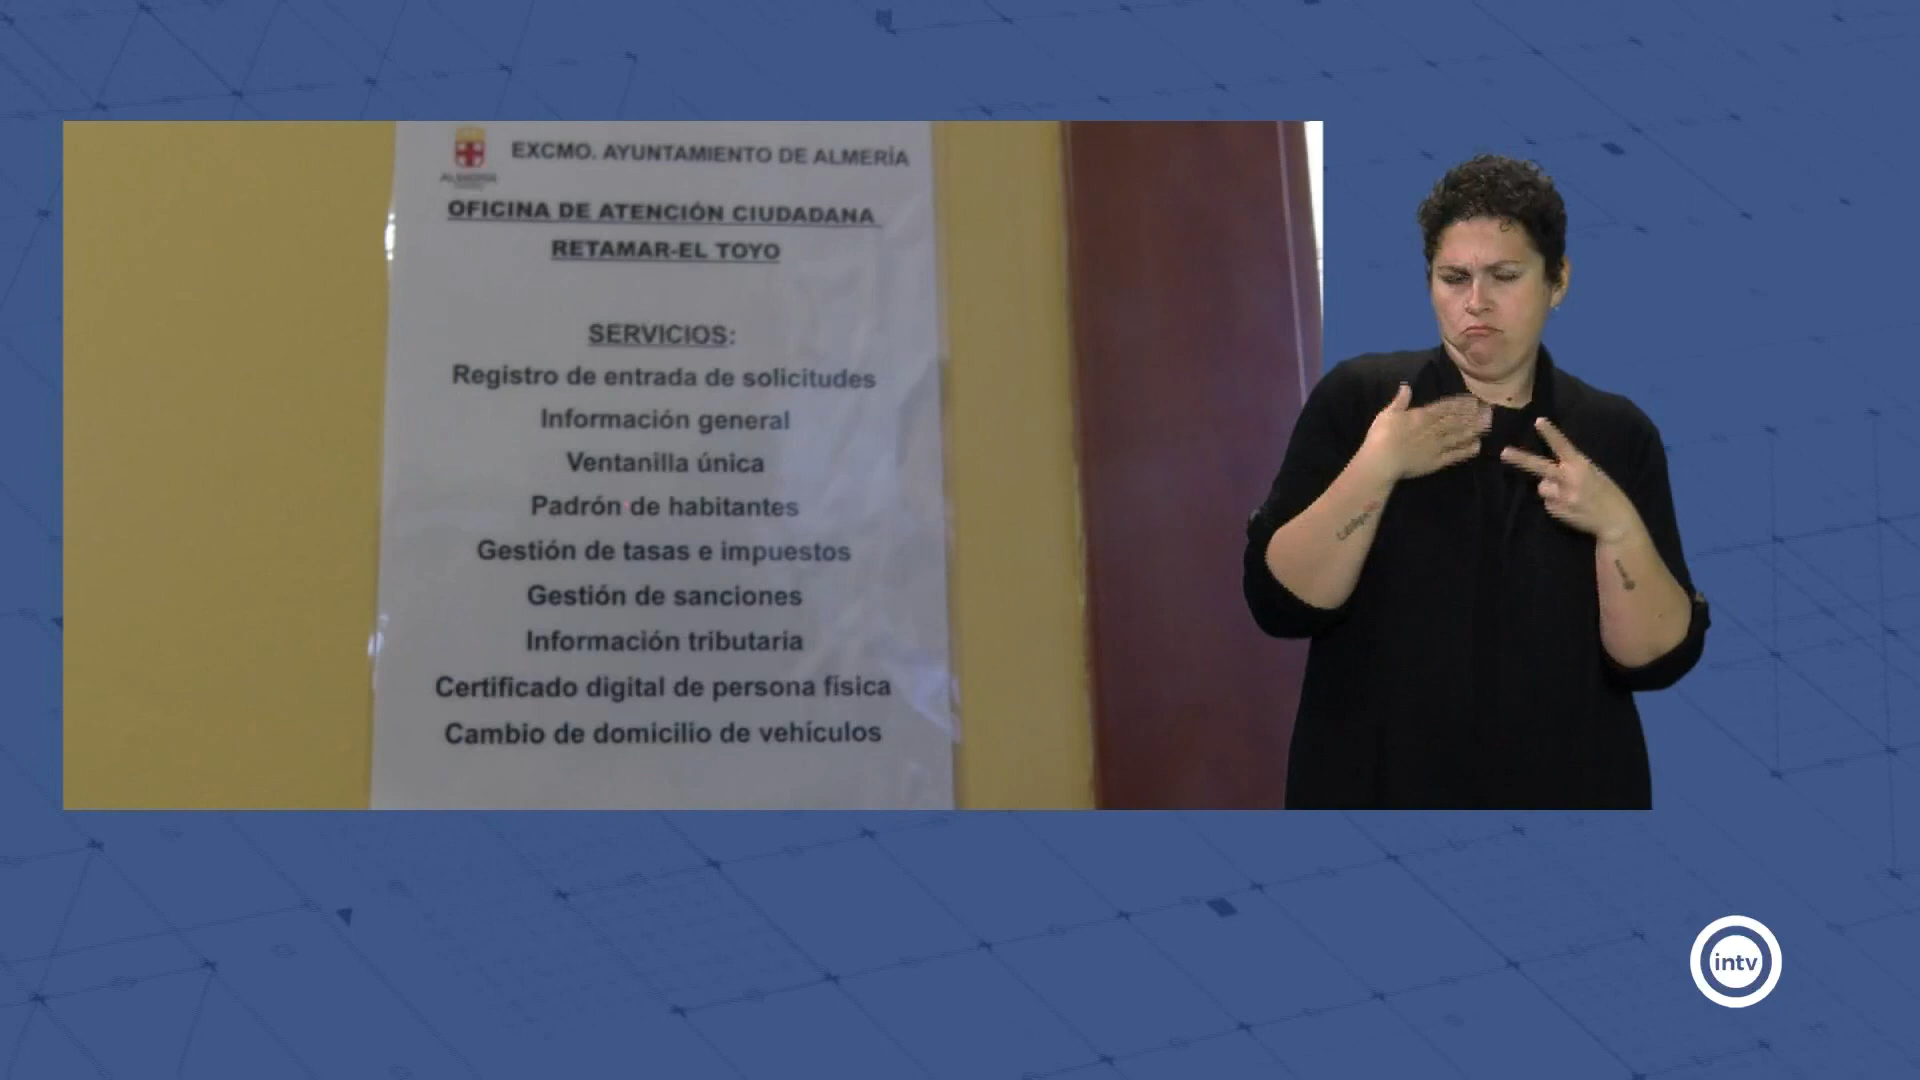 EXCMO. AYUNTAMIENTO DE ALMERÍA
ALMERÍA
OFICINA DE ATENCIÓN CIUDADANA
RETAMAR-EL TOYO
SERVICIOS:
Registro de entrada de solicitudes
Información general
Ventanilla única
Padrón de habitantes
Gestión de tasas e impuestos
Gestión de sanciones
Información tributaria
Certificado digital de persona física
Cambio de domicilio de vehículos
intv